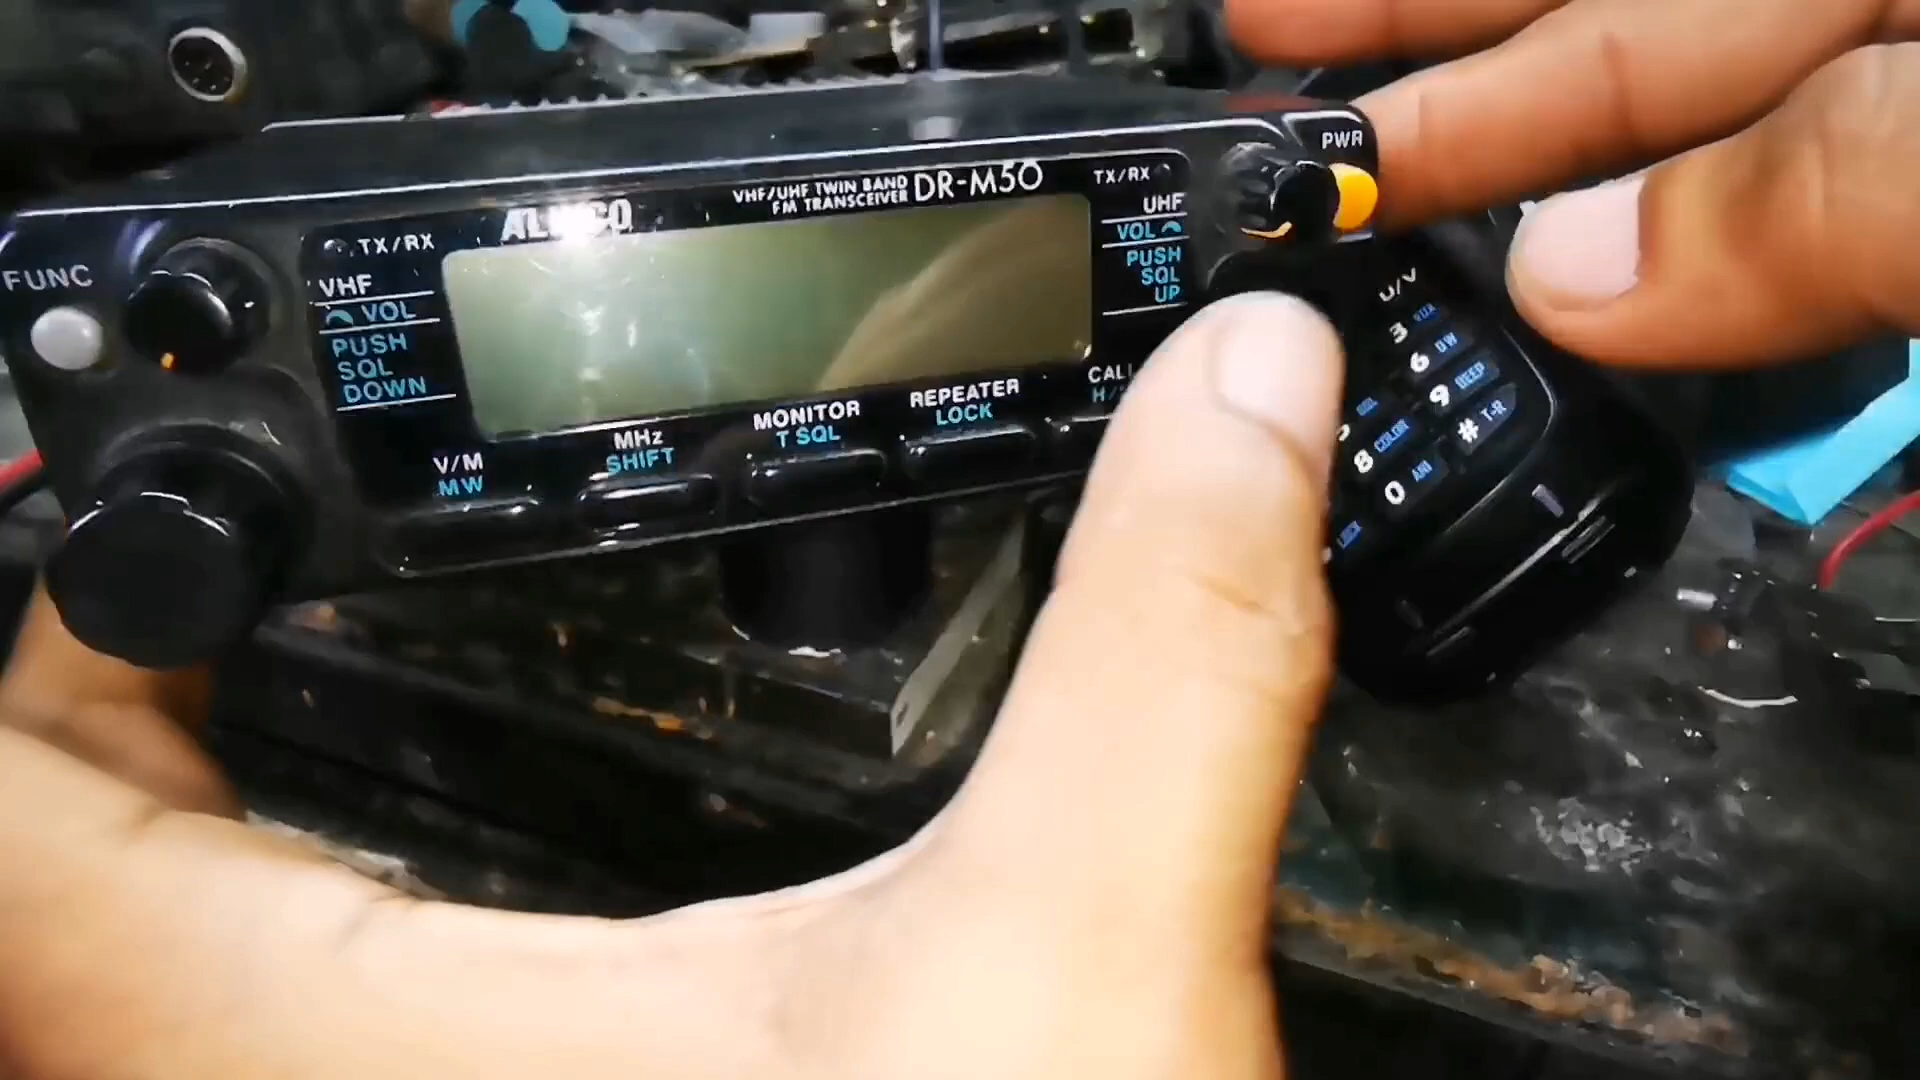 PWR
VHF/UHF TWIN BAND
FM TRANSCEIVER
DR-M50
TX/RX
UHF
VOL
PUSH
SQL
UP
FUNC
TX/RX
VHF
VOL
PUSH
SQL
DOWN
V/M
MW
MHz
SHIFT
MONITOR
T SQL
REPEATER
LOCK
CALL
U/V
3
6 DW
9 BEEP
# T-R
8 COLOR
0 ANI
LOCK